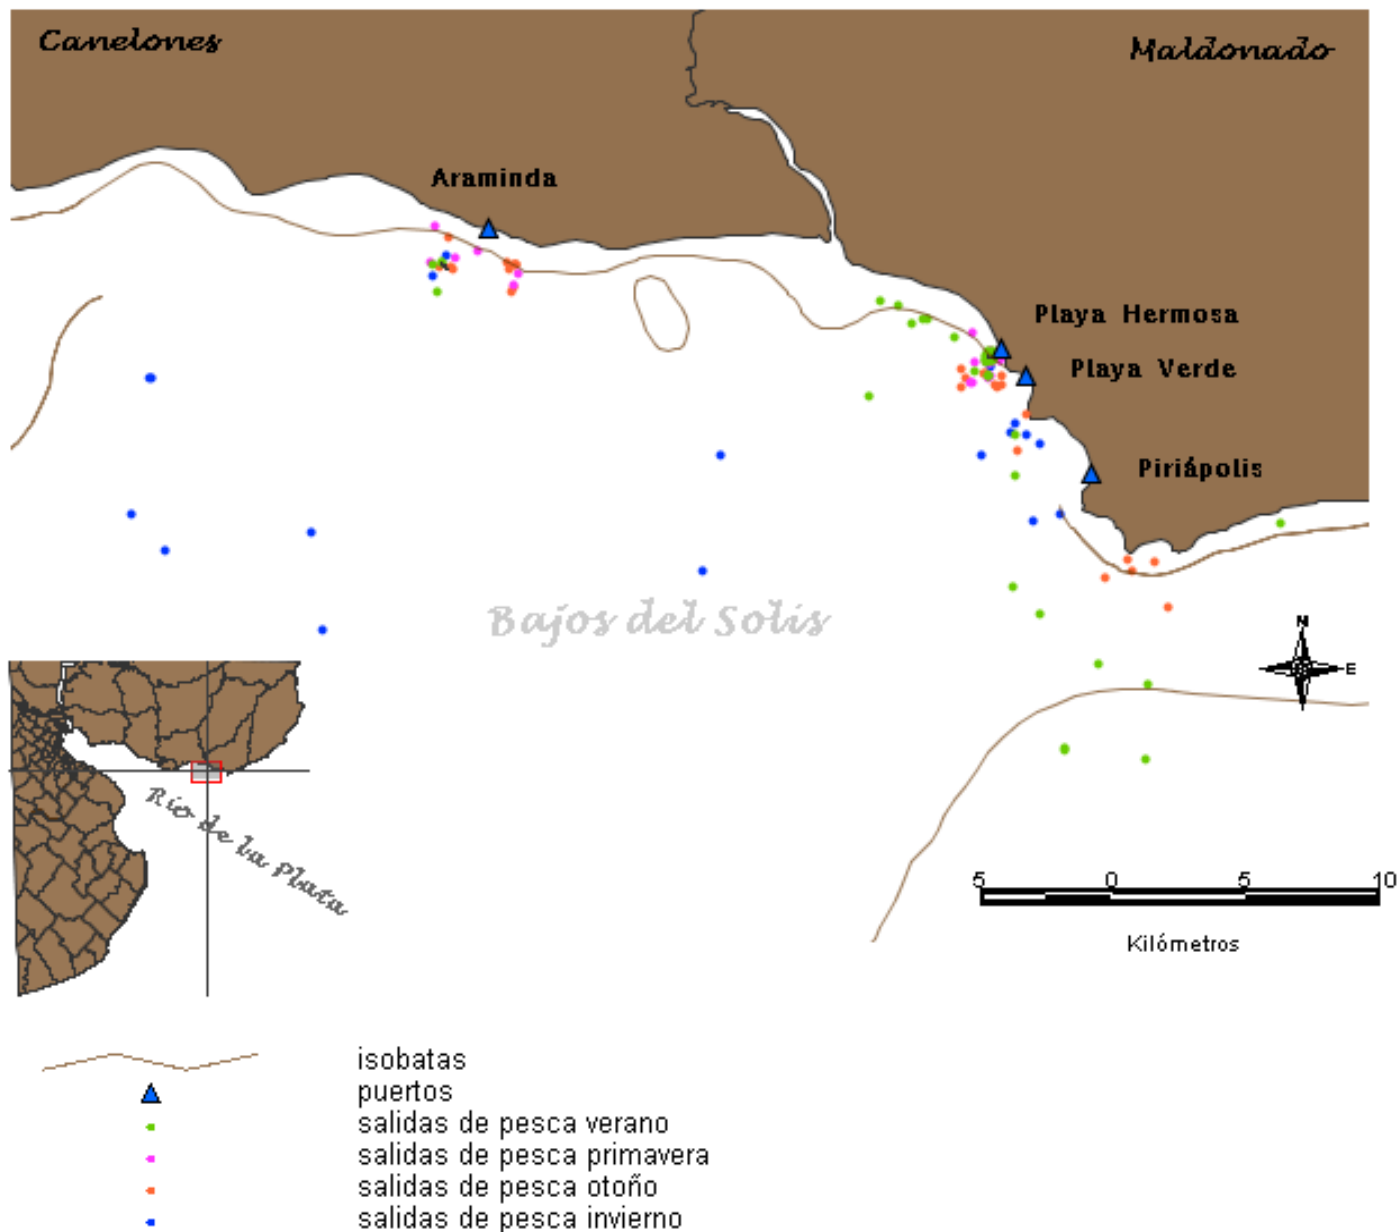 Canelones
Maldonado
Araminda
Playa Hermosa
Playa Verde
Piriápolis
Bajos del Solis
N
E
Río de la Plata
5 0 5 10
Kilómetros
isobatas
puertos
salidas de pesca verano
salidas de pesca primavera
salidas de pesca otoño
salidas de pesca invierno